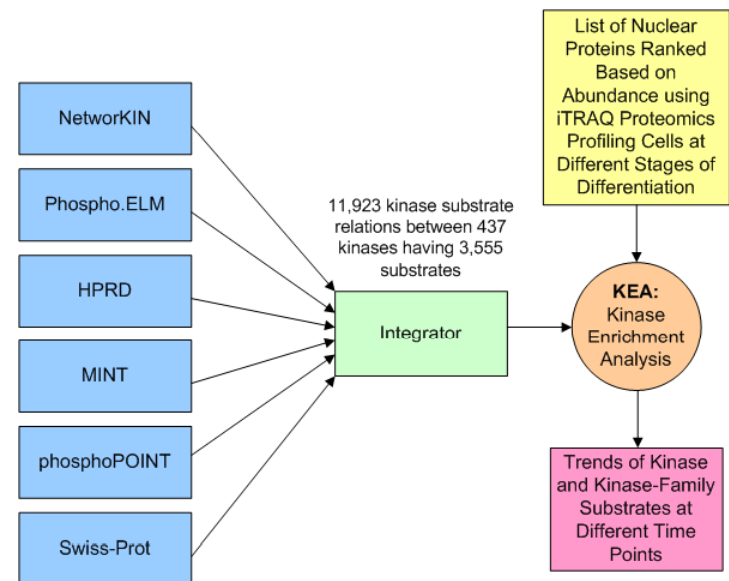 NetworKIN
Phospho.ELM
HPRD
MINT
phosphoPOINT
Swiss-Prot
11,923 kinase substrate
relations between 437
kinases having 3,555
substrates
Integrator
List of Nuclear
Proteins Ranked
Based on
Abundance using
iTRAQ Proteomics
Profiling Cells at
Different Stages of
Differentiation
KEA:
Kinase
Enrichment
Analysis
Trends of Kinase
and Kinase-Family
Substrates at
Different Time
Points